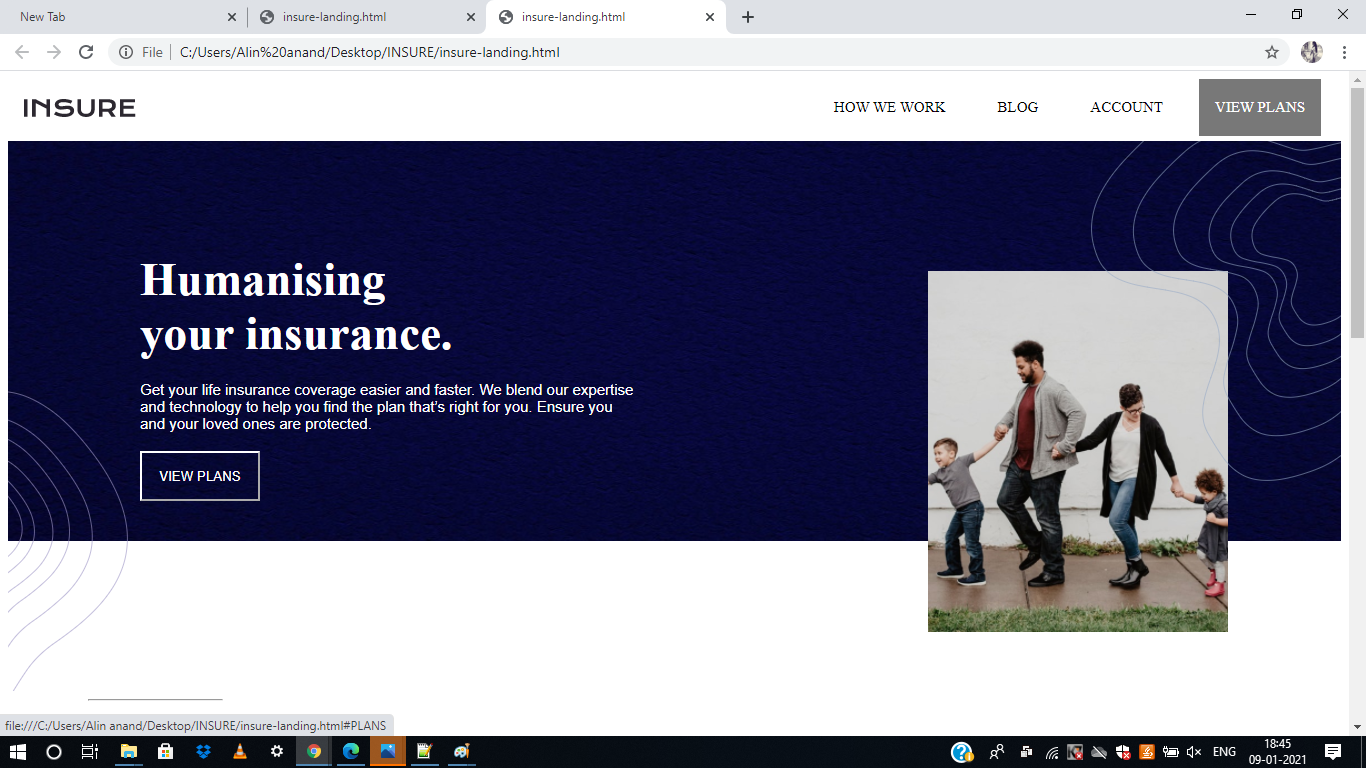 New Tab
insure-landing.html
insure-landing.html
File
C:/Users/Alin%20anand/Desktop/INSURE/insure-landing.html
INSURE
HOW WE WORK
BLOG
ACCOUNT
VIEW PLANS
Humanising
your insurance.
Get your life insurance coverage easier and faster. We blend our expertise
and technology to help you find the plan that's right for you. Ensure you
and your loved ones are protected.
VIEW PLANS
file:///C:/Users/Alin anand/Desktop/INSURE/insure-landing.html#PLANS
ENG
18:45
09-01-2021